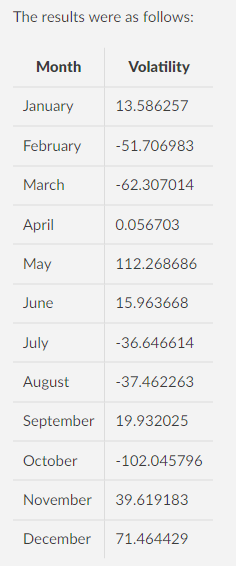 The results were as follows:
Month Volatility
January 13.586257
February -51.706983
March -62.307014
April 0.056703
May 112.268686
June 15.963668
July -36.646614
August -37.462263
September 19.932025
October -102.045796
November 39.619183
December 71.464429